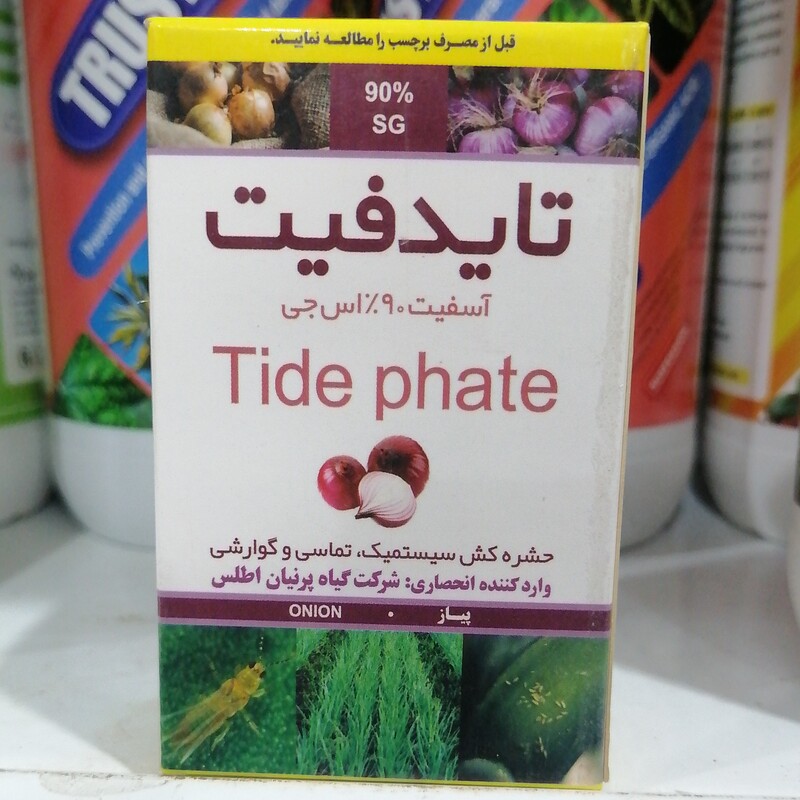 قبل از مصرف برچسب را مطالعه نمایید.
90%
SG
تایدفیت
آسفیت ۹۰٪ اس جی
Tide phate
حشره کش سیستمیک، تماسی و گوارشی
وارد کننده انحصاری: شرکت گیاه پرنیان اطلس
پیاز • ONION
TRUST